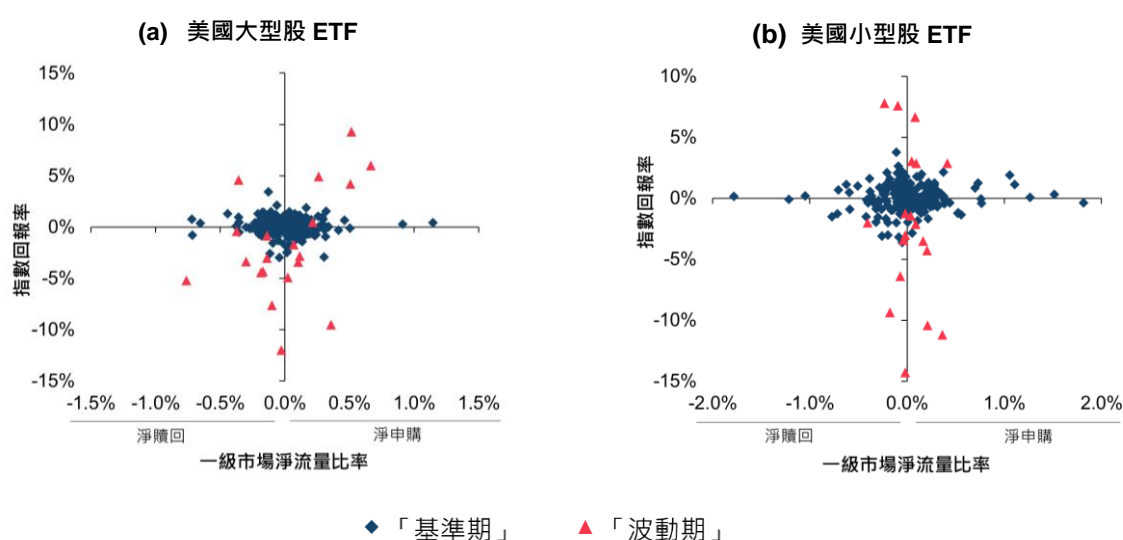 (a) 美國大型股 ETF
15%
10%
5%
0%
-5%
-10%
-15%
指數回報率
-1.5% -1.0% -0.5% 0.0% 0.5% 1.0% 1.5%
淨贖回 淨申購
一級市場淨流量比率
(b) 美國小型股 ETF
10%
5%
0%
-5%
-10%
-15%
指數回報率
-2.0% -1.0% 0.0% 1.0% 2.0%
淨贖回 淨申購
一級市場淨流量比率
「基準期」 「波動期」